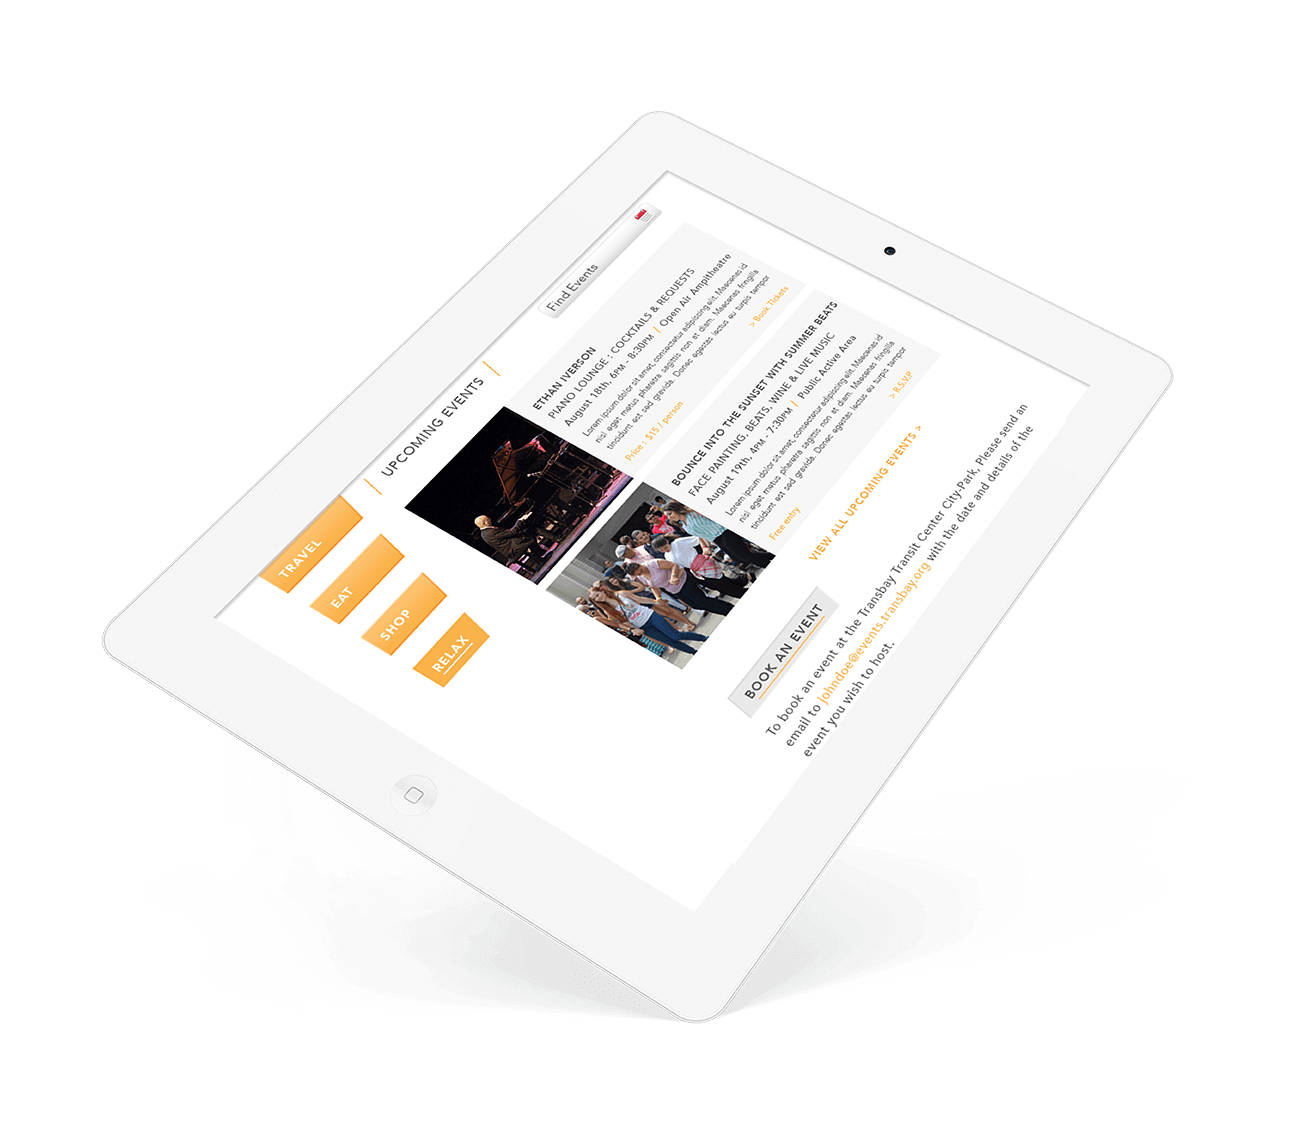 TRAVEL
EAT
SHOP
RELAX
UPCOMING EVENTS
Find Events
ETHAN IVERSON
PIANO LOUNGE : COCKTAILS & REQUESTS
August 18th, 6PM - 8:30PM / Open Air Ampitheatre
Lorem ipsum dolor sit amet, consectetur adipiscing elit. Maecenas id
nisl eget metus pharetra sagittis non at diam. Maecenas fringilla
tincidunt est sed gravida. Donec egestas lectus eu turpis tempor
Price : $15 / person
> Book Tickets
BOUNCE INTO THE SUNSET WITH SUMMER BEATS
FACE PAINTING, BEATS, WINE & LIVE MUSIC
August 19th, 4PM - 7:30PM / Public Active Area
Lorem ipsum dolor sit amet, consectetur adipiscing elit. Maecenas id
nisl eget metus pharetra sagittis non at diam. Maecenas fringilla
tincidunt est sed gravida. Donec egestas lectus eu turpis tempor
Free entry
> R.S.V.P
VIEW ALL UPCOMING EVENTS >
BOOK AN EVENT
To book an event at the Transbay Transit Center City-Park, Please send an
email to johndoe@events.transbay.org with the date and details of the
event you wish to host.